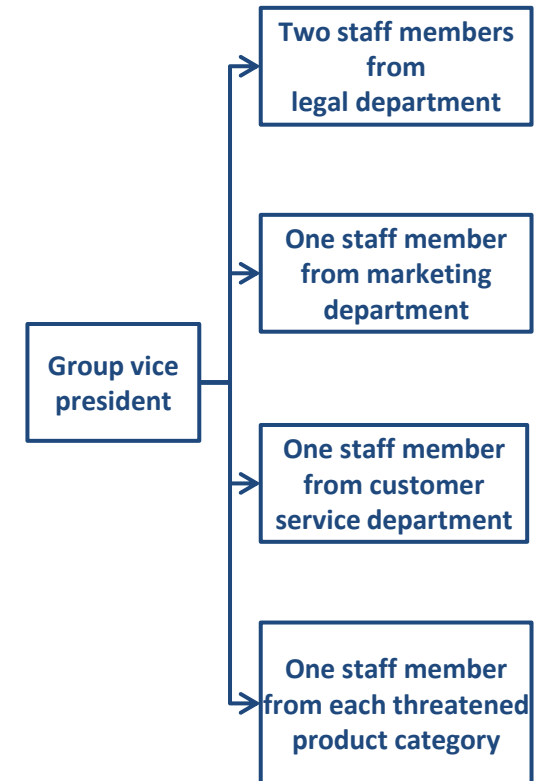 Two staff members
from
legal department
One staff member
from marketing
department
Group vice
president
One staff member
from customer
service department
One staff member
from each threatened
product category